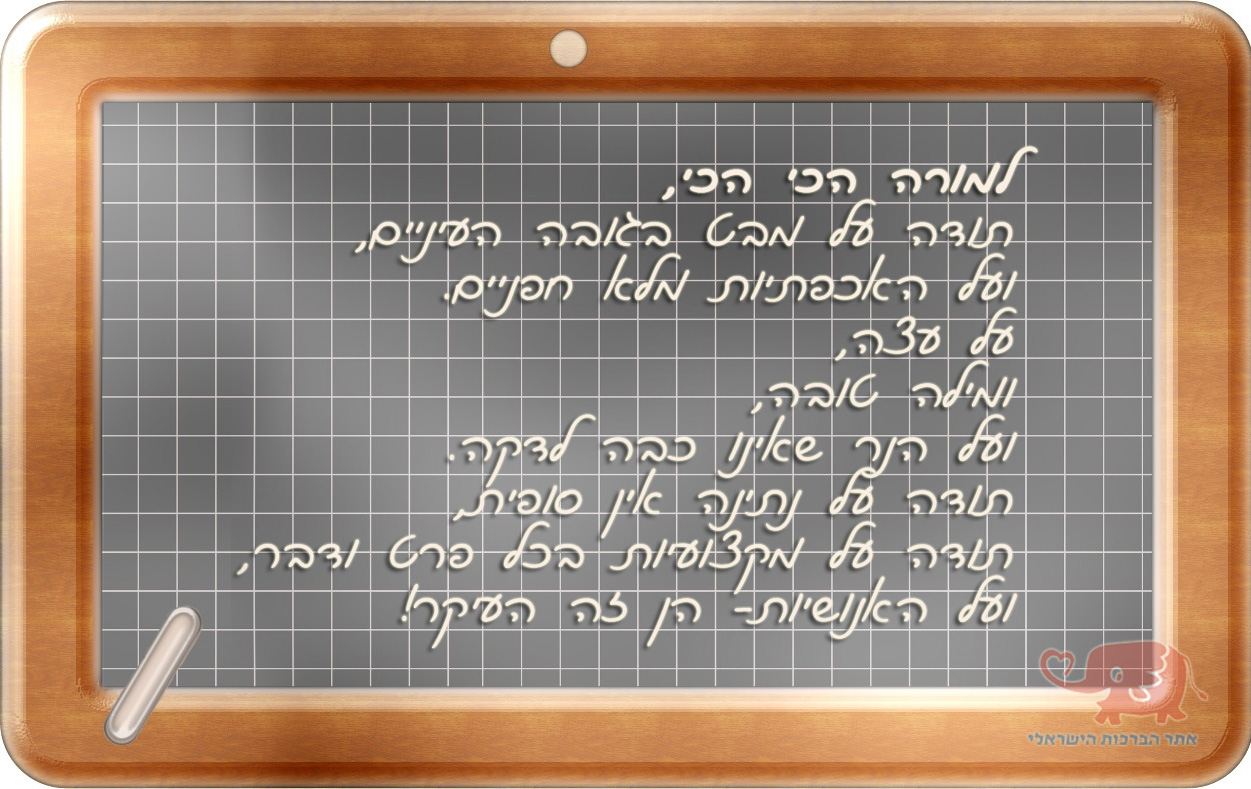 למורה הכי הכי,
תודה על מבט בגובה העיניים,
ועל האכפתיות מלא חפניים.
על עצה,
ומילה טובה,
ועל הנר שאינו כבה לדקה.
תודה על נתינה אין סופית,
תודה על מקצועיות בכל פרט ודבר,
ועל האנושיות- הן זה העיקר!
אתר הברכות הישראלי